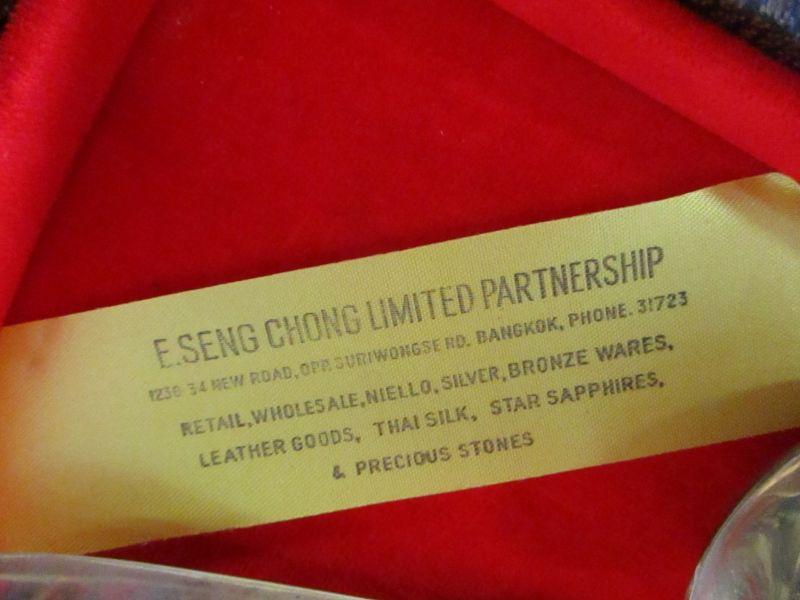 E.SENG CHONG LIMITED PARTNERSHIP
1230-34 NEW ROAD, OPP. SURIWONGSE RD. BANGKOK, PHONE. 31723
RETAIL, WHOLESALE, NIELLO, SILVER, BRONZE WARES,
LEATHER GOODS, THAI SILK, STAR SAPPHIRES,
& PRECIOUS STONES